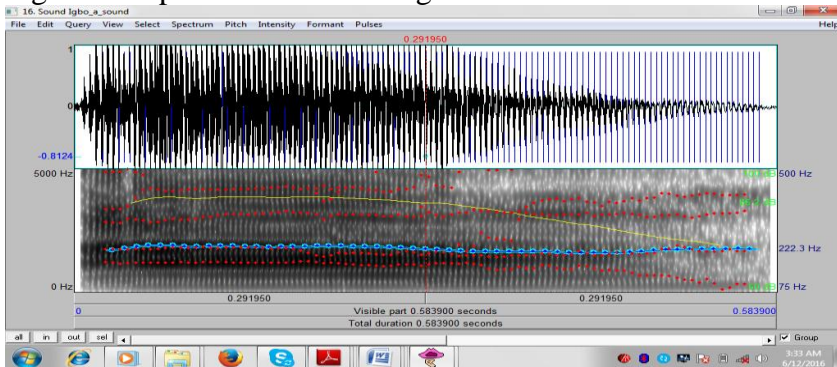 16. Sound Igbo_a_sound
File Edit Query View Select Spectrum Pitch Intensity Formant Pulses Help
0.291950
1
0
-0.8124
5000 Hz
500 Hz
222.3 Hz
0 Hz
75 Hz
0.291950 0.291950
0 Visible part 0.583900 seconds 0.583900
Total duration 0.583900 seconds
all in out sel Group
3:33 AM
6/12/2016